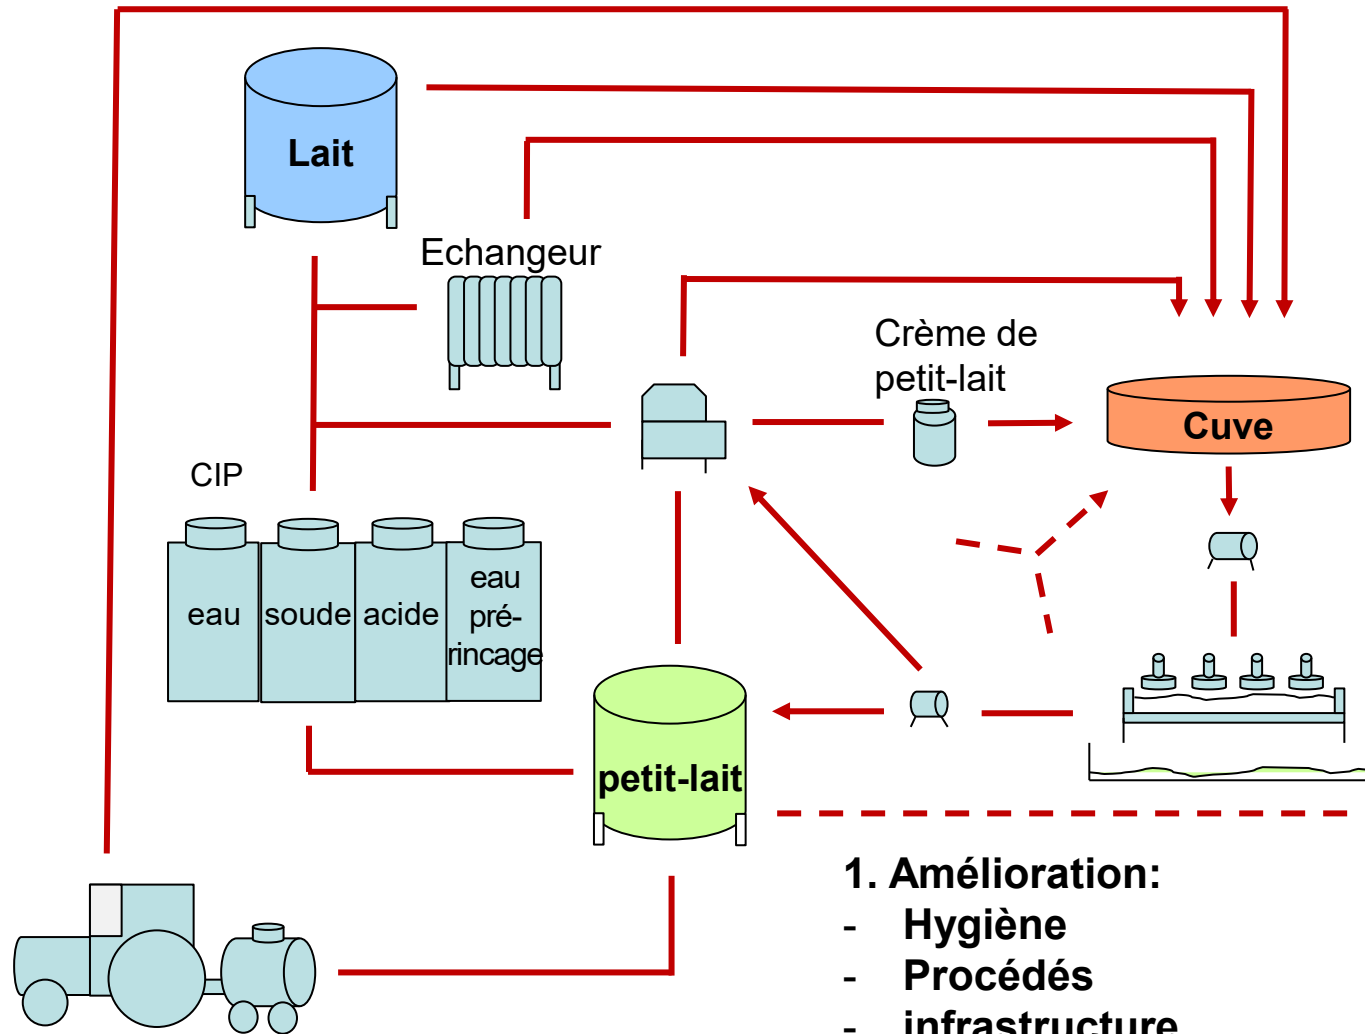 Lait
Echangeur
Crème de
petit-lait
Cuve
CIP
eau
soude
acide
eau
pré-
rincage
petit-lait
1. Amélioration:
- Hygiène
- Procédés
- infrastructure